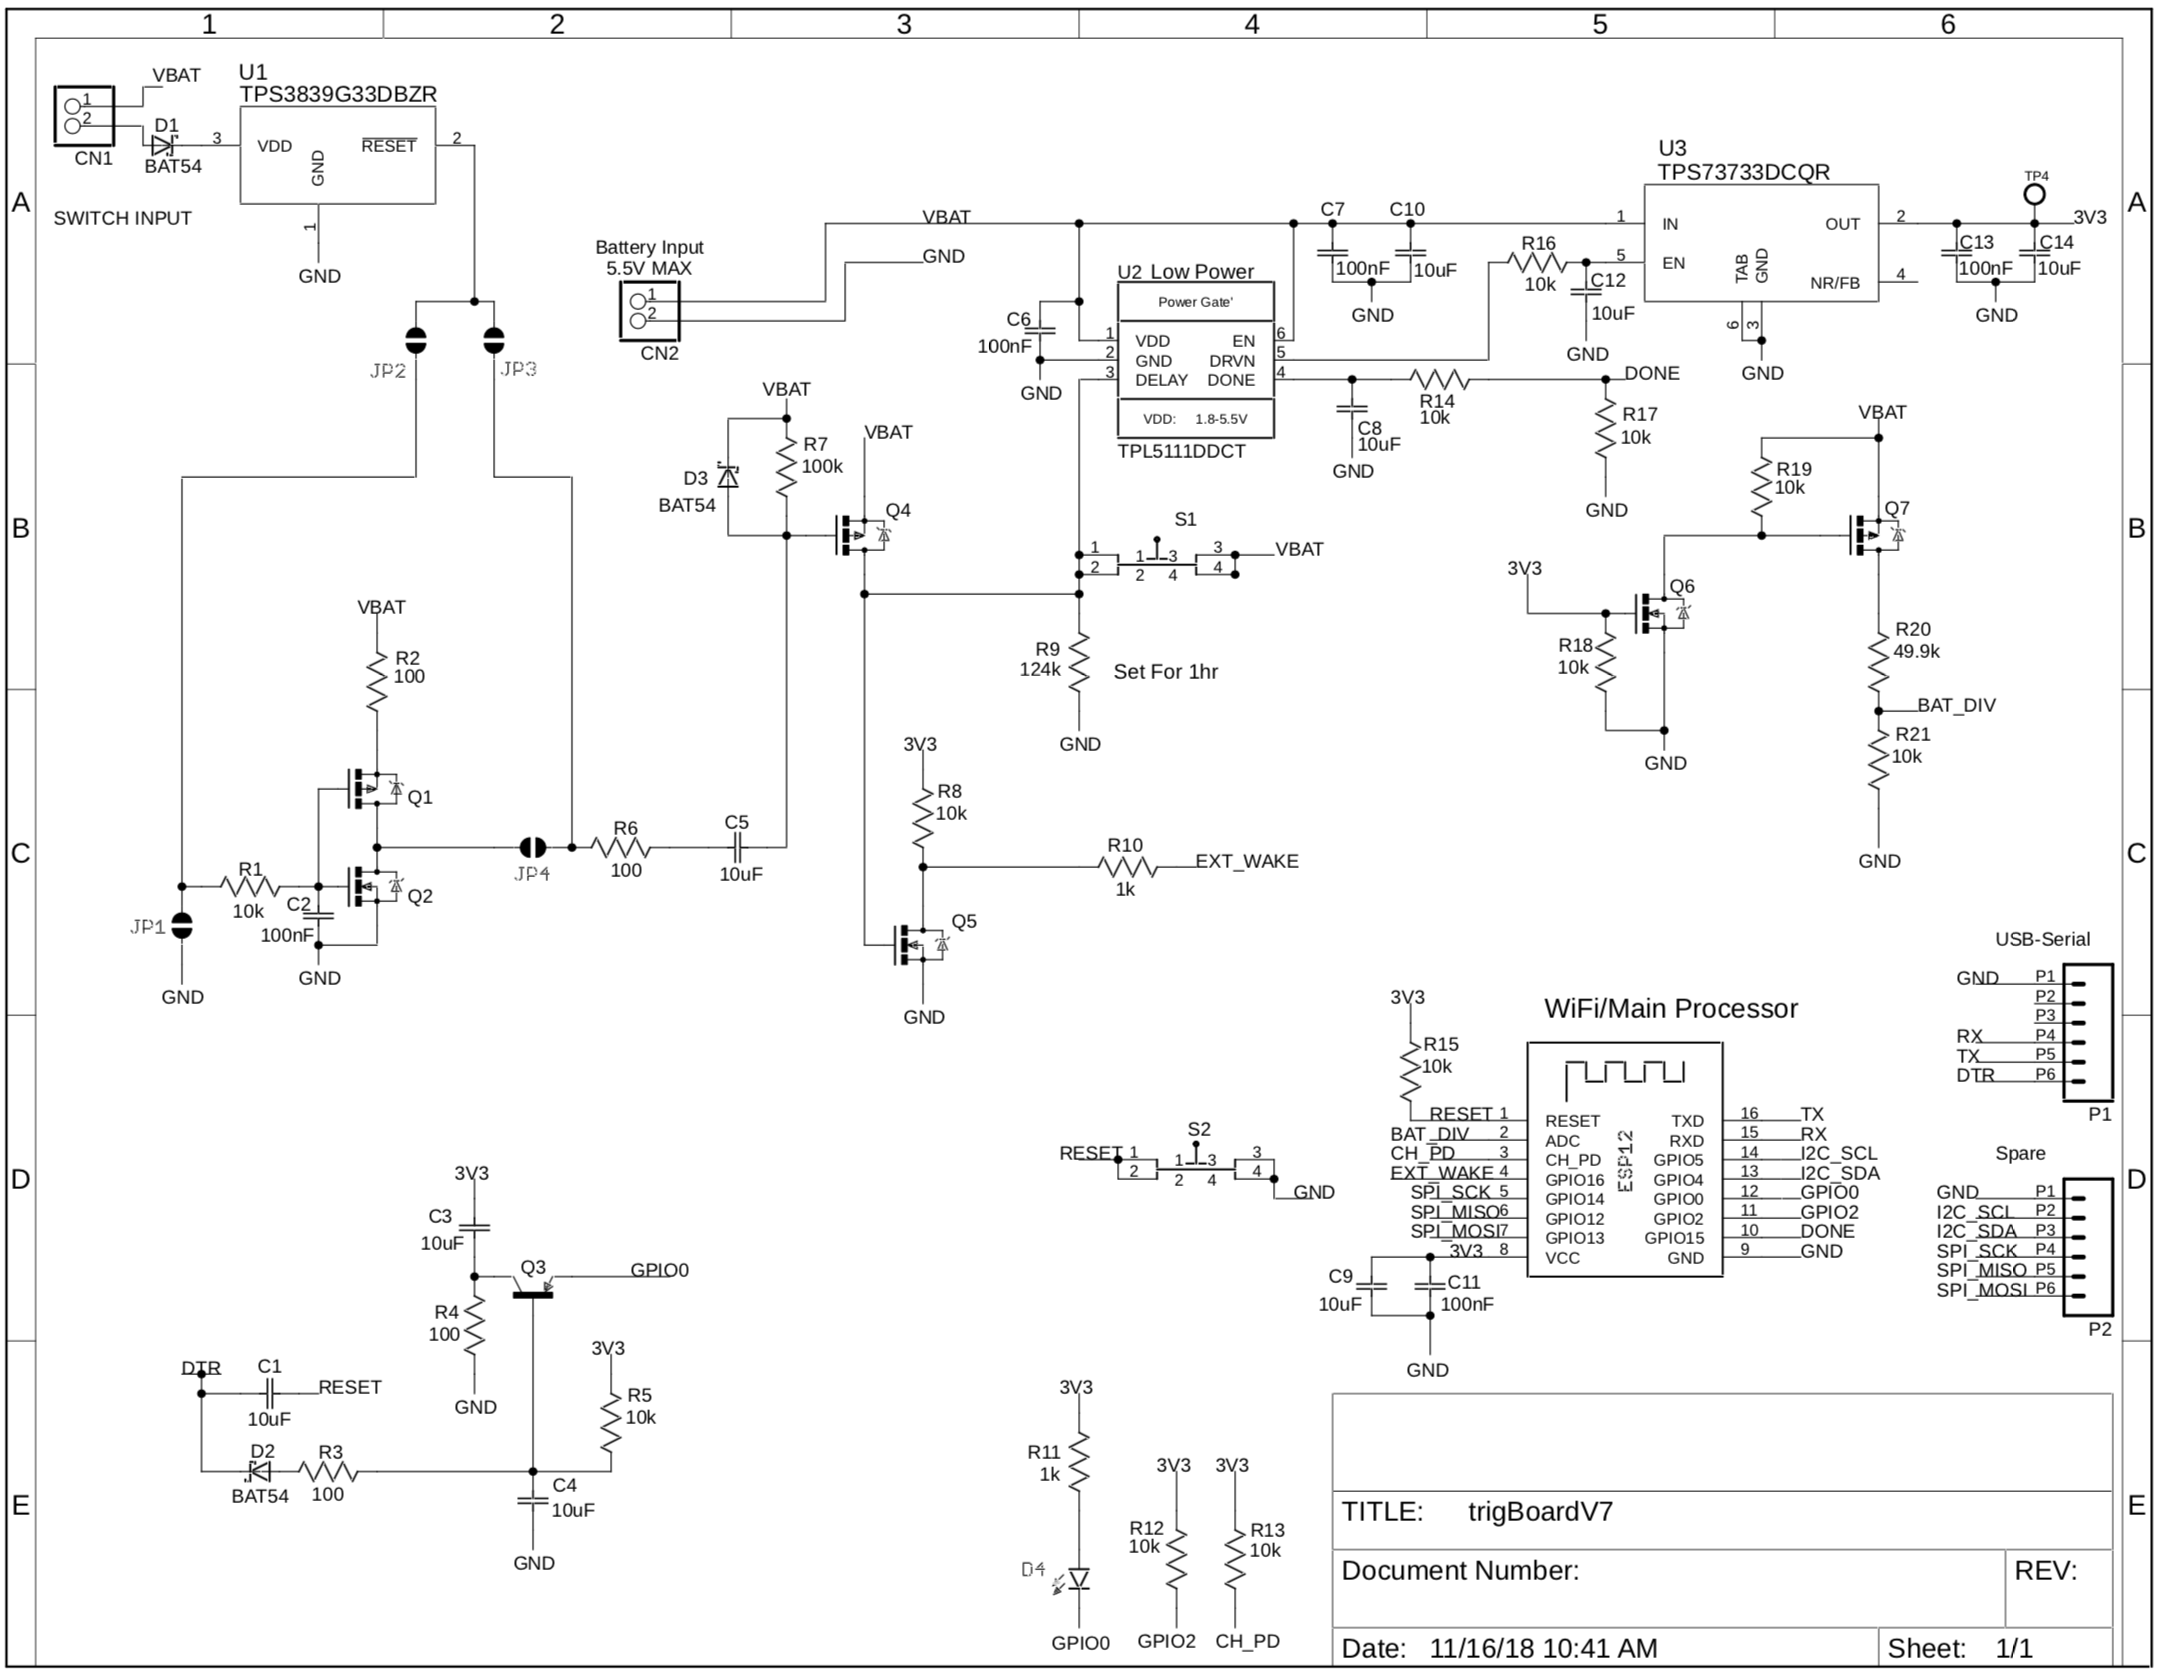 1 2 3 4 5 6
A A
B B
C C
D D
E E
VBAT
1
2
CN1
D1
BAT54
SWITCH INPUT
U1
TPS3839G33DBZR
3 VDD GND RESET 2
1
GND
JP2 JP3
Battery Input
5.5V MAX
1
2
CN2
VBAT
GND
C6
100nF
GND
U2 Low Power
Power Gate'
1 VDD EN 6
2 GND DRVN 5
3 DELAY DONE 4
VDD: 1.8-5.5V
TPL5111DDCT
C7 C10
100nF 10uF
GND
R16
10k
C12
10uF
GND
U3
TPS73733DCQR
1 IN OUT 2
5 EN TAB GND NR/FB 4
6 3
GND
TP4
3V3
C13 C14
100nF 10uF
GND
C8
10uF
GND
R14
10k
DONE
R17
10k
GND
VBAT
D3
BAT54
R7
100k
VBAT
Q4
S1
1 1 3 3 VBAT
2 2 4 4
R9
124k
Set For 1hr
GND
VBAT
R19
10k
Q7
3V3
Q6
R18
10k
GND
R20
49.9k
BAT_DIV
R21
10k
GND
VBAT
R2
100
Q1
R1
10k
C2
100nF
Q2
GND
JP1
GND
JP4
R6
100
C5
10uF
3V3
R8
10k
R10
1k
EXT_WAKE
Q5
GND
USB-Serial
GND P1
P2
P3
RX P4
TX P5
DTR P6
P1
Spare
GND P1
I2C_SCL P2
I2C_SDA P3
SPI_SCK P4
SPI_MISO P5
SPI_MOSI P6
P2
WiFi/Main Processor
3V3
R15
10k
ESP12
RESET 1 RESET TXD 16 TX
BAT_DIV 2 ADC RXD 15 RX
CH_PD 3 CH_PD GPIO5 14 I2C_SCL
EXT_WAKE 4 GPIO16 GPIO4 13 I2C_SDA
SPI_SCK 5 GPIO14 GPIO0 12 GPIO0
SPI_MISO 6 GPIO12 GPIO2 11 GPIO2
SPI_MOSI 7 GPIO13 GPIO15 10 DONE
3V3 8 VCC GND 9 GND
C9
10uF
C11
100nF
GND
S2
RESET 1 1 3 3
2 2 4 4
GND
3V3
C3
10uF
Q3
GPIO0
R4
100
GND
3V3
R5
10k
DTR
C1
10uF
RESET
D2
BAT54
R3
100
C4
10uF
GND
3V3
R11
1k
D4
GPIO0
3V3
R12
10k
GPIO2
3V3
R13
10k
CH_PD
TITLE: trigBoardV7
Document Number:
REV:
Date: 11/16/18 10:41 AM
Sheet: 1/1